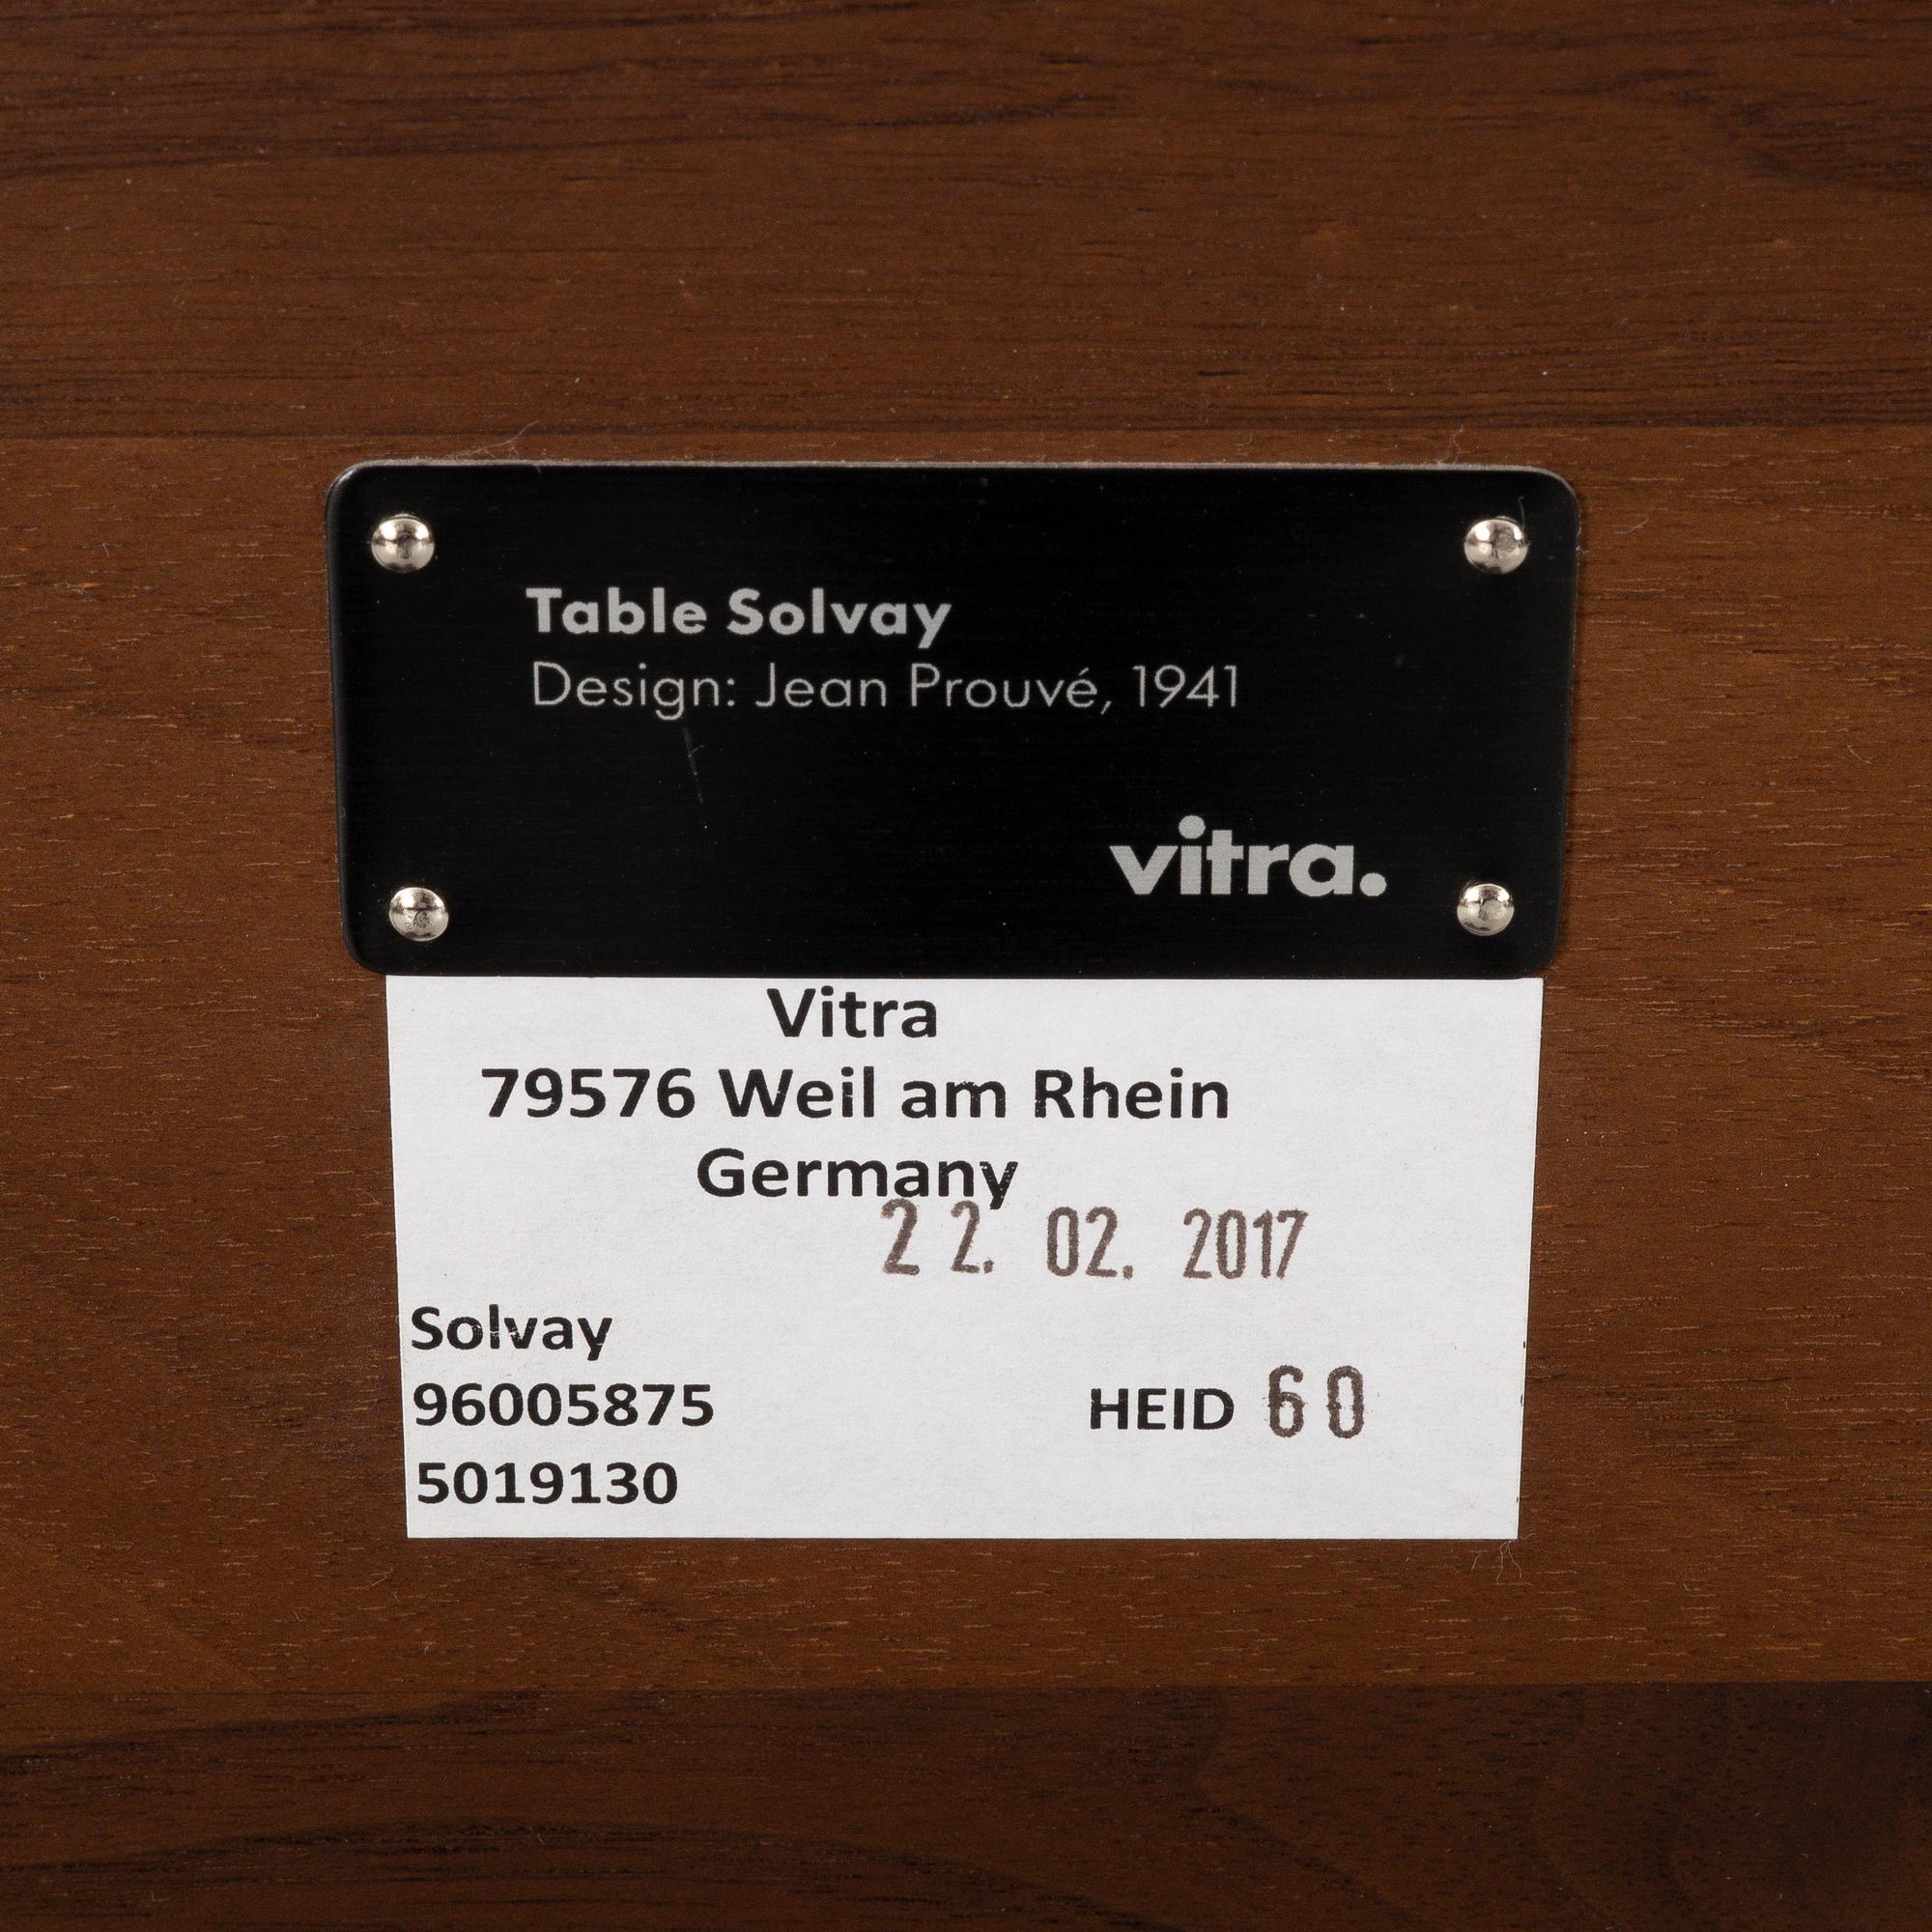 Table Solvay
Design: Jean Prouvé, 1941
vitra.
Vitra
79576 Weil am Rhein
Germany
22. 02. 2017
Solvay
96005875
HEID 60
5019130